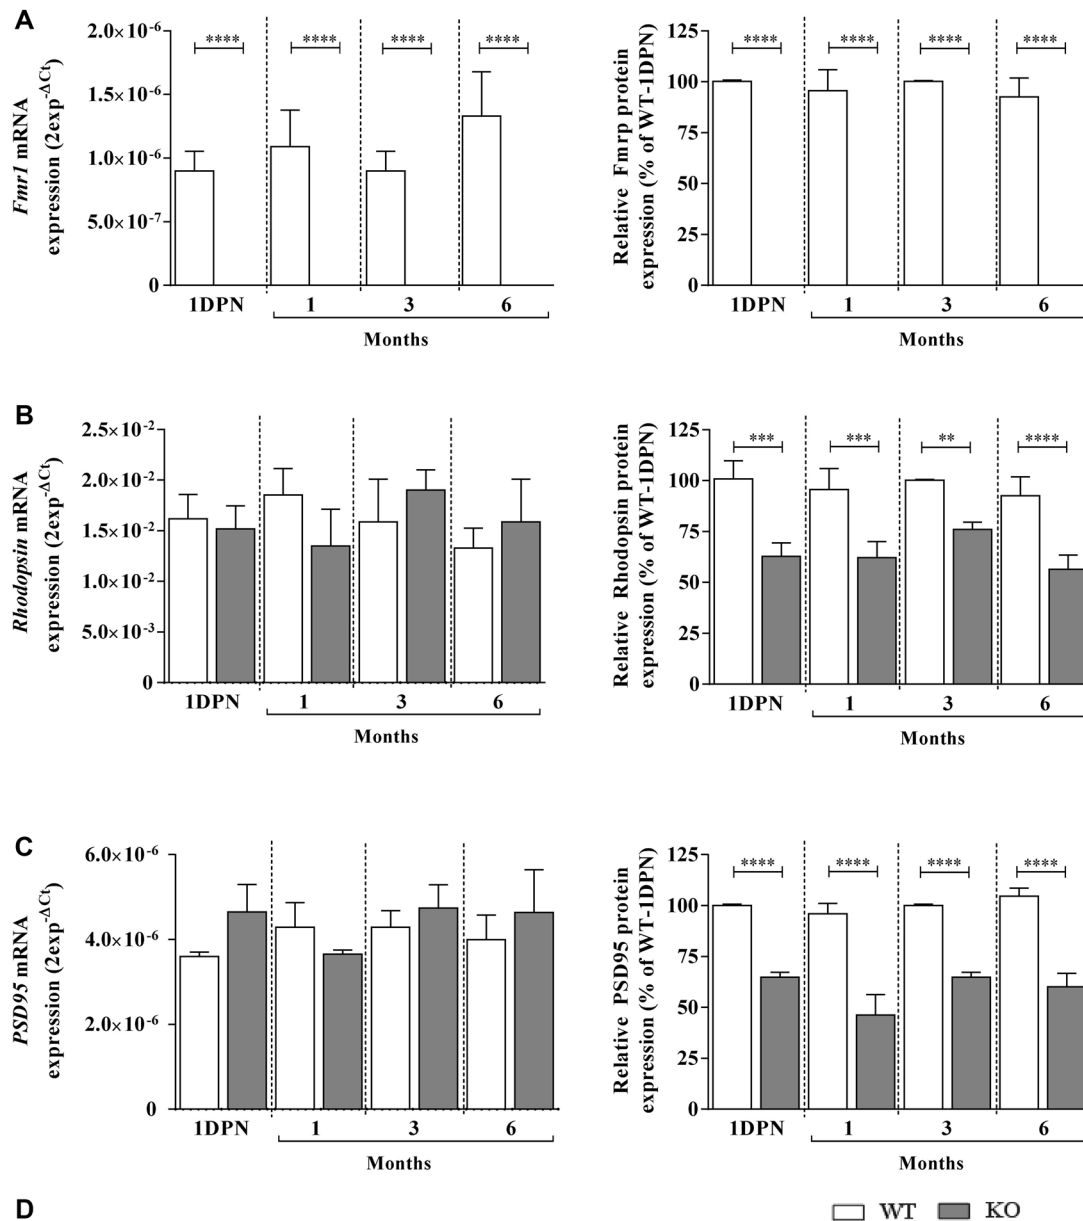 A
Fmr1 mRNA
expression (2exp-ΔCt)
2.0×10-6
1.5×10-6
1.0×10-6
5.0×10-7
0
**** **** **** ****
1DPN 1 3 6
Months
Relative Fmrp protein
expression (% of WT-1DPN)
125
100
75
50
25
0
**** **** **** ****
1DPN 1 3 6
Months
B
Rhodopsin mRNA
expression (2exp-ΔCt)
2.5×10-2
2.0×10-2
1.5×10-2
1.0×10-2
5.0×10-3
0
1DPN 1 3 6
Months
Relative Rhodopsin protein
expression (% of WT-1DPN)
125
100
75
50
25
0
*** *** ** ****
1DPN 1 3 6
Months
C
PSD95 mRNA
expression (2exp-ΔCt)
6.0×10-6
4.0×10-6
2.0×10-6
0
1DPN 1 3 6
Months
Relative PSD95 protein
expression (% of WT-1DPN)
125
100
75
50
25
0
**** **** **** ****
1DPN 1 3 6
Months
D
WT KO